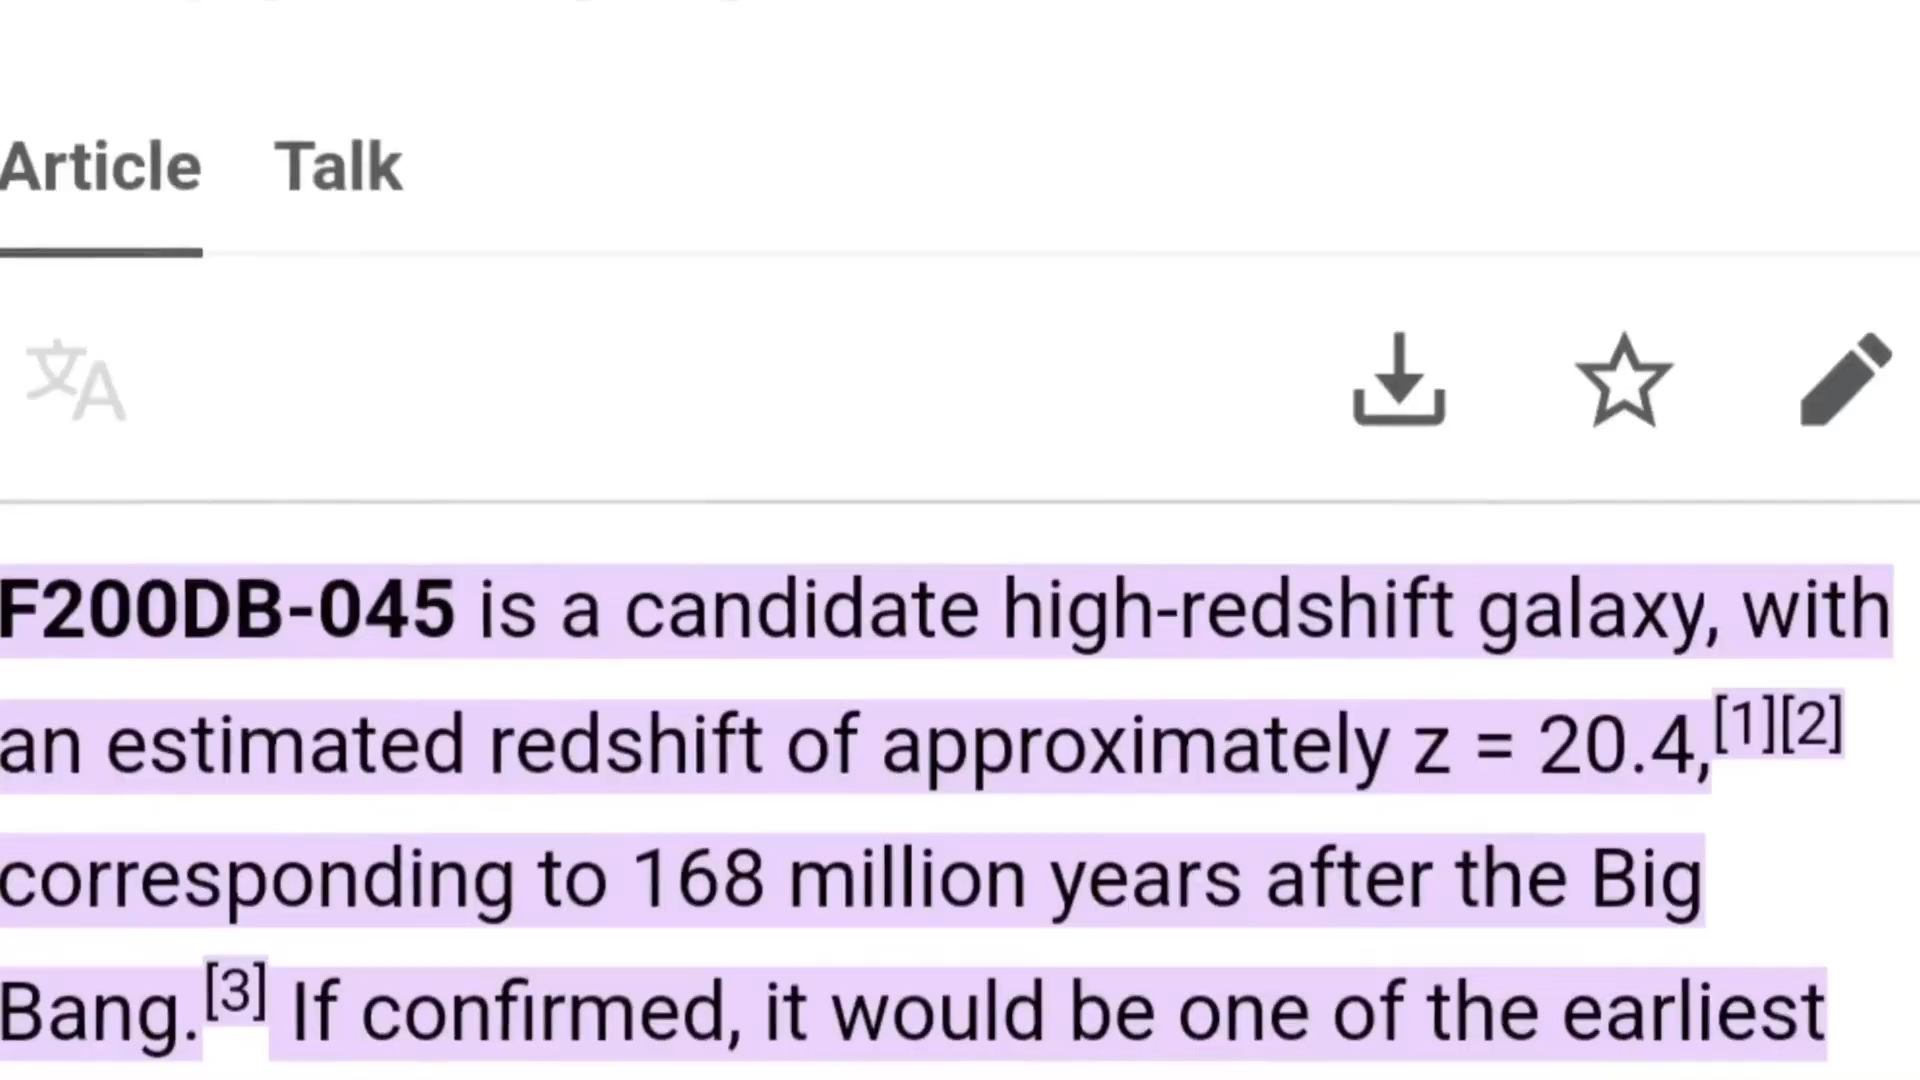 Article Talk
F200DB-045 is a candidate high-redshift galaxy, with
an estimated redshift of approximately z = 20.4,[1][2]
corresponding to 168 million years after the Big
Bang.[3] If confirmed, it would be one of the earliest